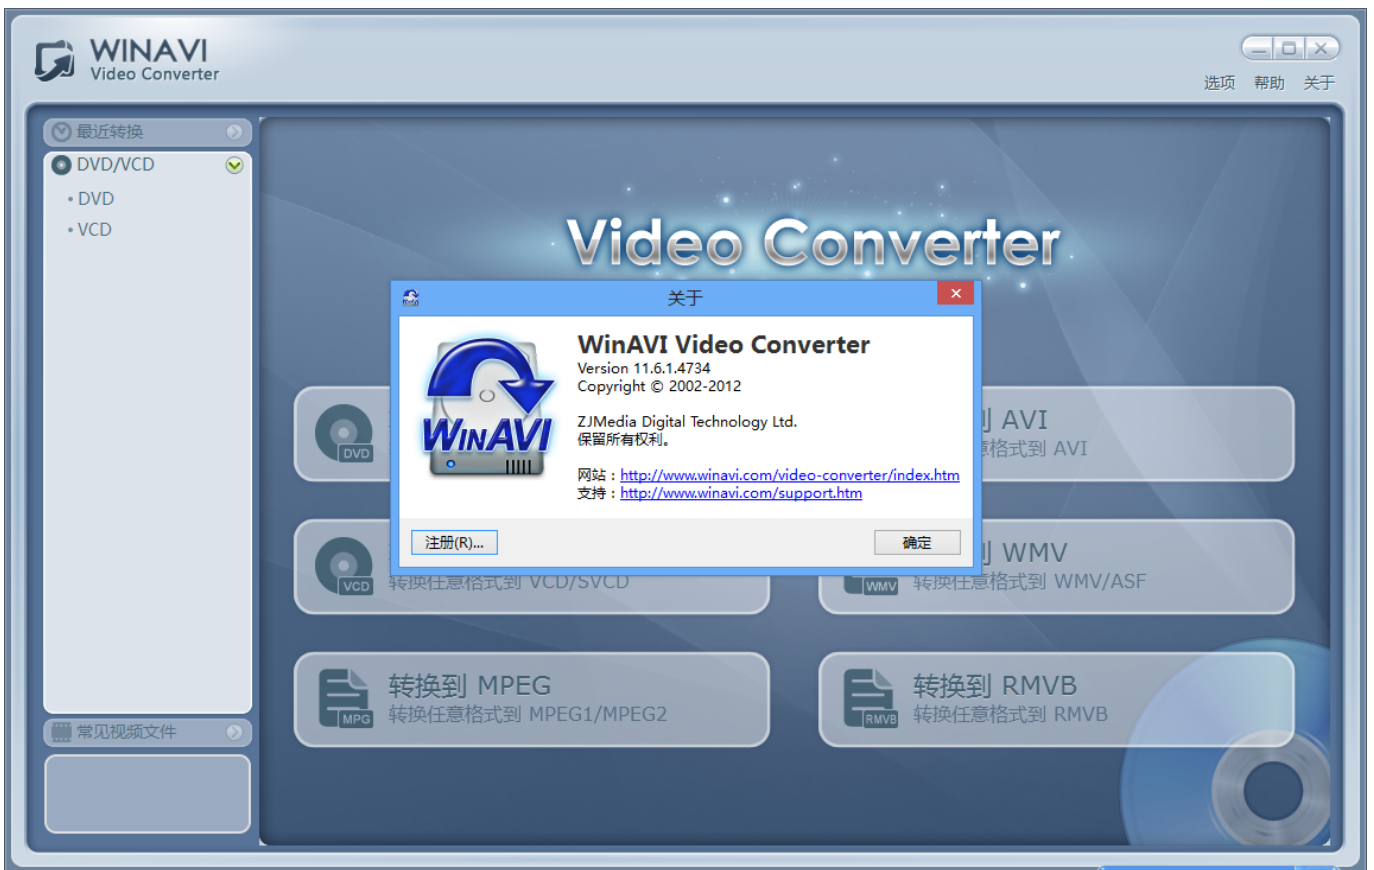 WINAVI
Video Converter
选项 帮助 关于
最近转换
DVD/VCD
• DVD
• VCD
常见视频文件
Video Converter
关于
WinAVI
WinAVI Video Converter
Version 11.6.1.4734
Copyright © 2002-2012
ZJMedia Digital Technology Ltd.
保留所有权利。
网站：http://www.winavi.com/video-converter/index.htm
支持：http://www.winavi.com/support.htm
注册(R)...
确定
DVD
到 AVI
意格式到 AVI
VCD
转换任意格式到 VCD/SVCD
WMV
到 WMV
转换任意格式到 WMV/ASF
MPG
转换到 MPEG
转换任意格式到 MPEG1/MPEG2
RMVB
转换到 RMVB
转换任意格式到 RMVB